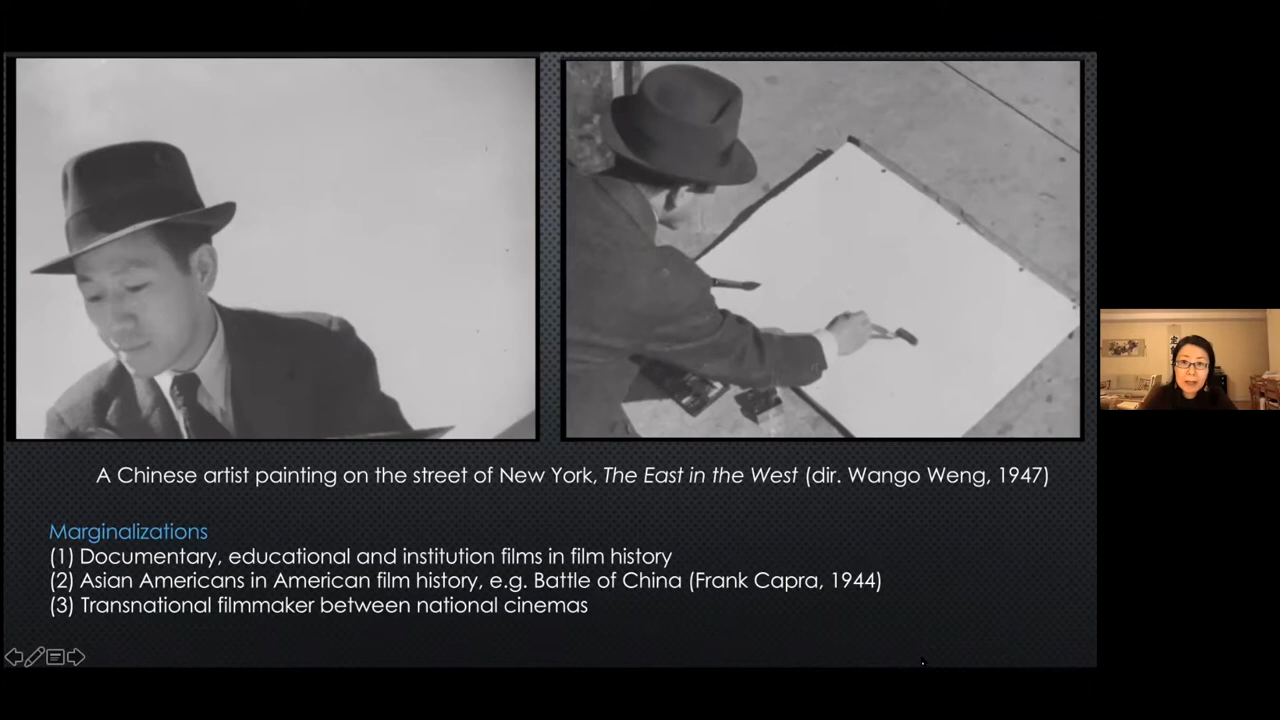 A Chinese artist painting on the street of New York, The East in the West (dir. Wango Weng, 1947)
Marginalizations
(1) Documentary, educational and institution films in film history
(2) Asian Americans in American film history, e.g. Battle of China (Frank Capra, 1944)
(3) Transnational filmmaker between national cinemas